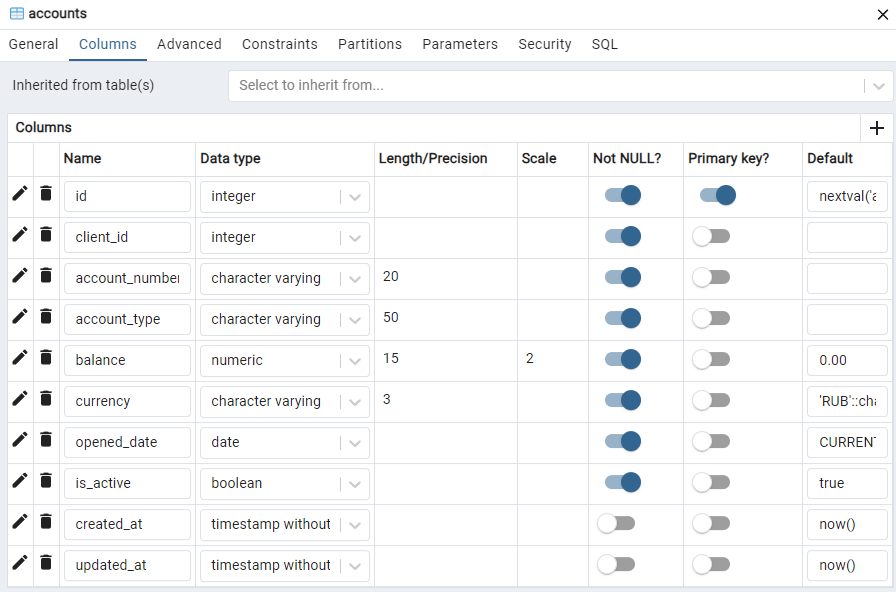 accounts
General Columns Advanced Constraints Partitions Parameters Security SQL
Inherited from table(s) Select to inherit from...
Columns
Name Data type Length/Precision Scale Not NULL? Primary key? Default
id integer nextval('a
client_id integer
account_number character varying 20
account_type character varying 50
balance numeric 15 2 0.00
currency character varying 3 'RUB'::cha
opened_date date CURRENT
is_active boolean true
created_at timestamp without now()
updated_at timestamp without now()